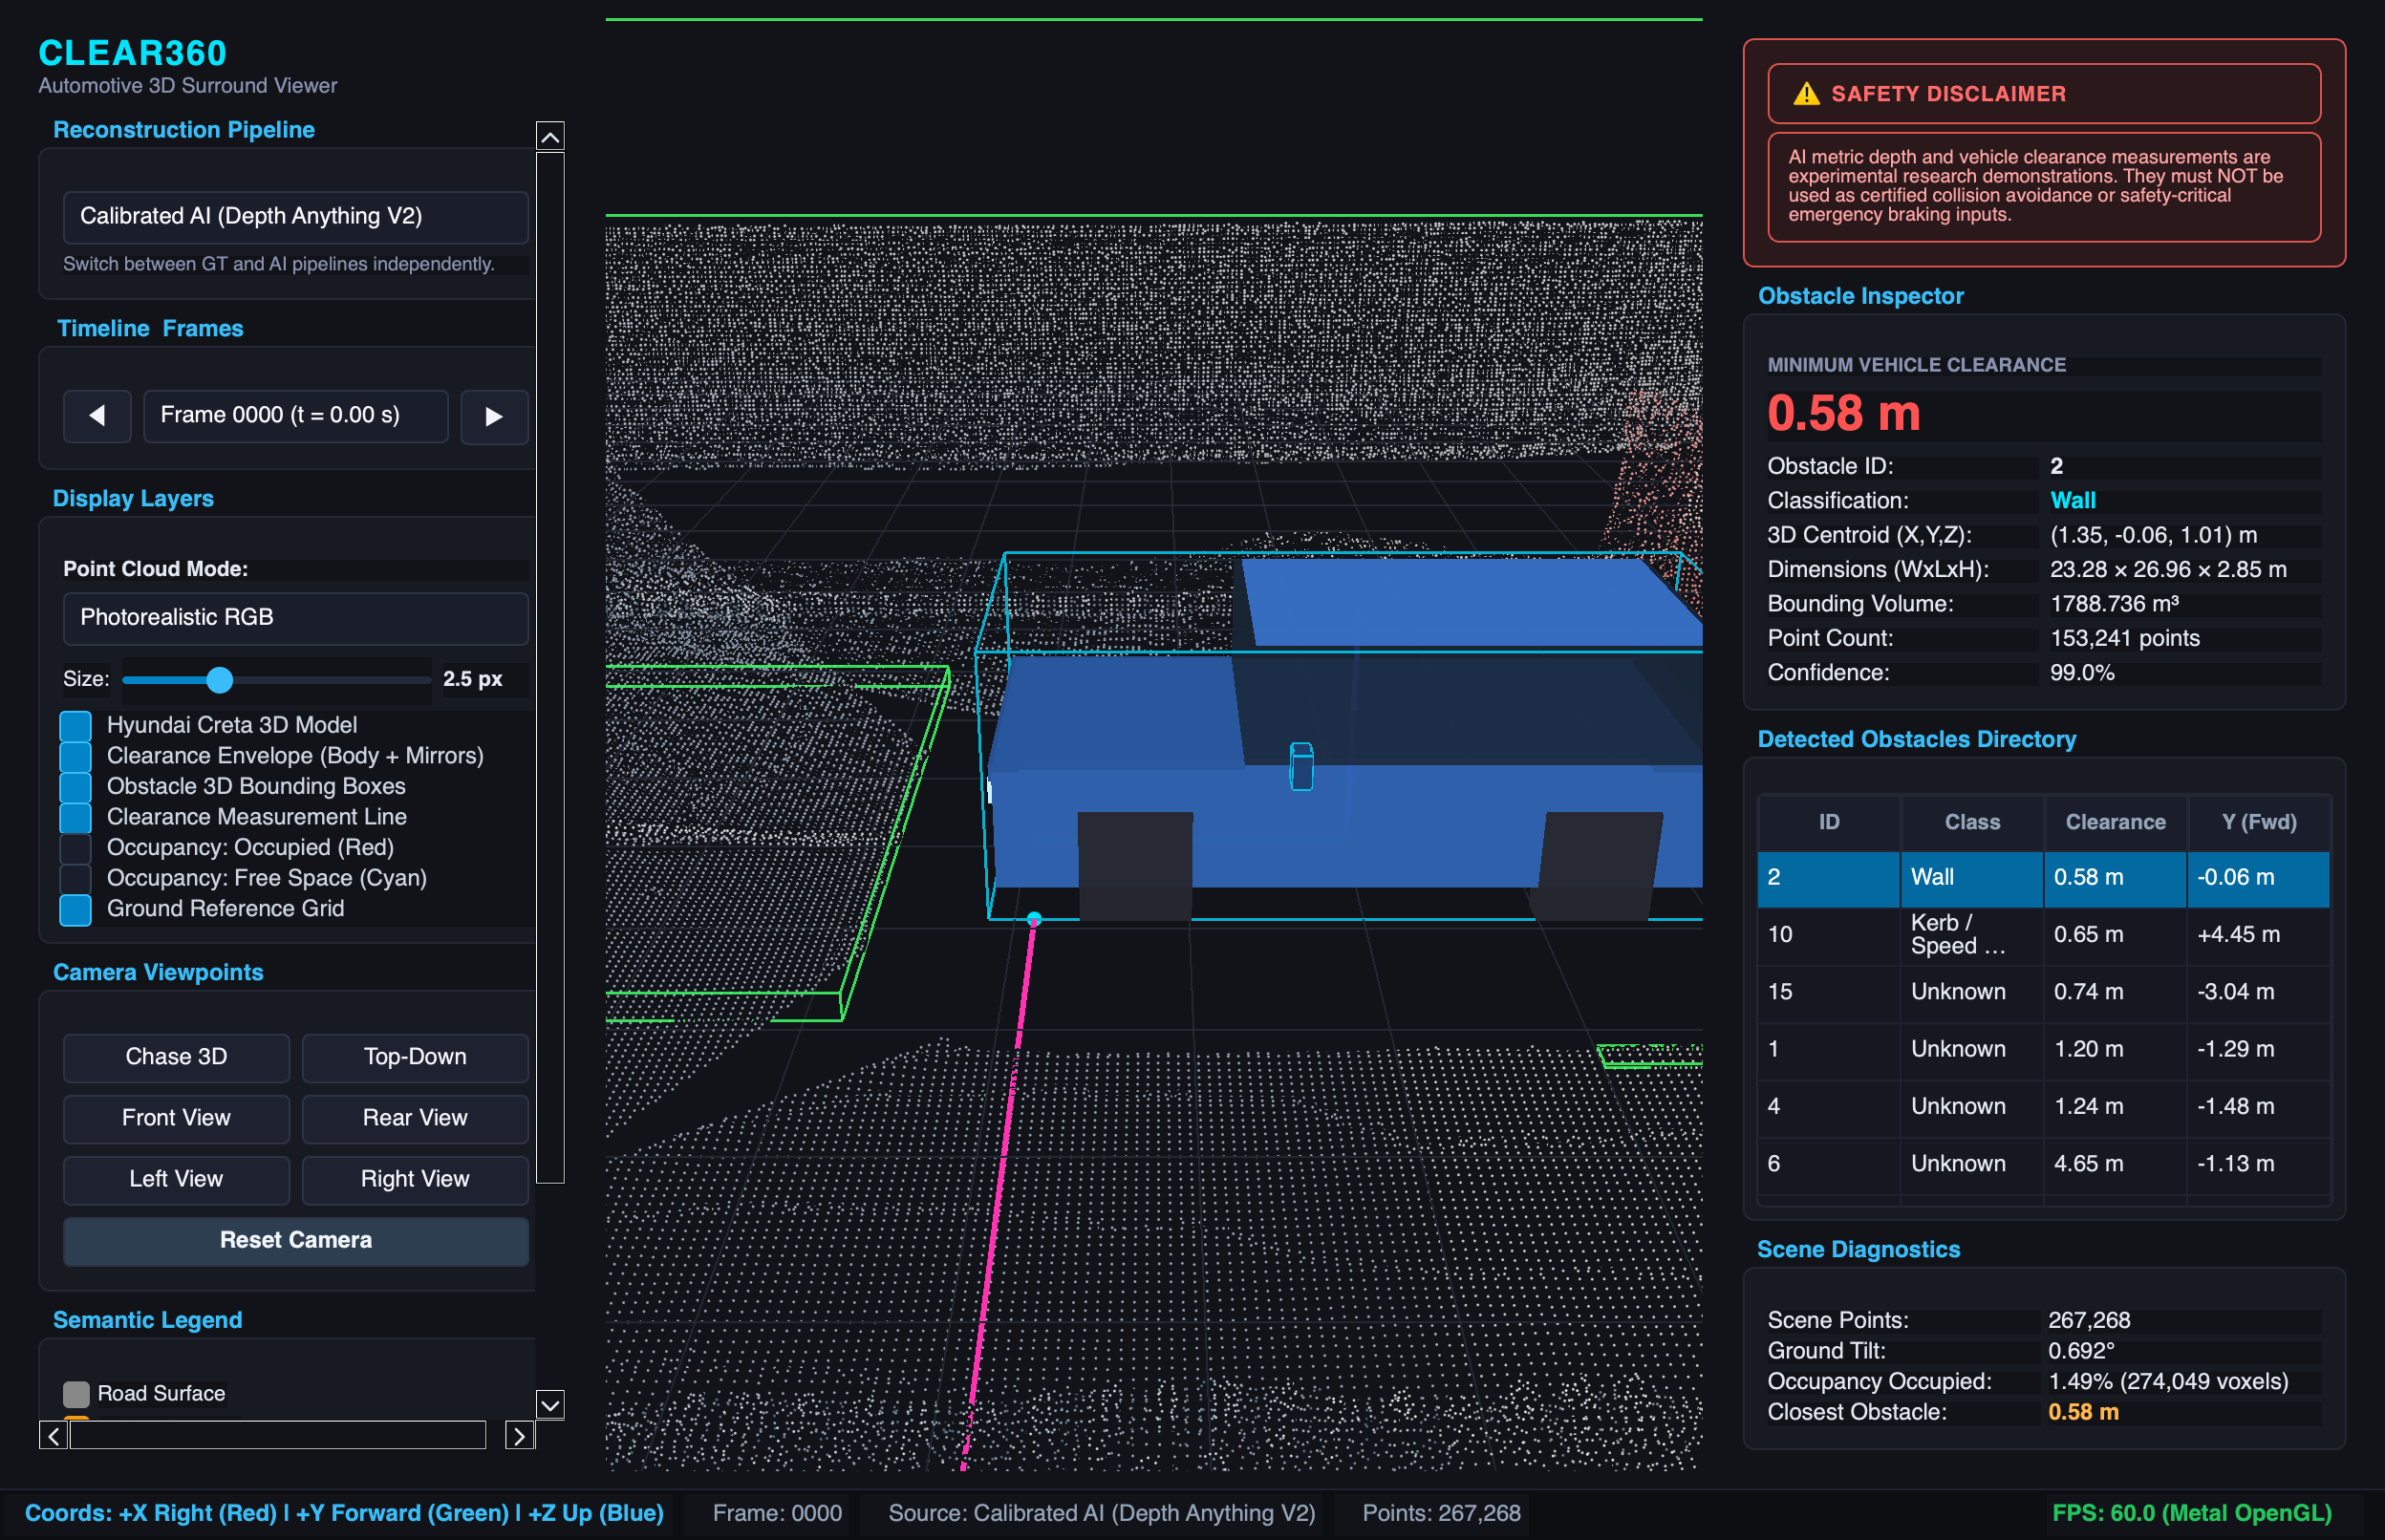 CLEAR360
Automotive 3D Surround Viewer
Reconstruction Pipeline
Calibrated AI (Depth Anything V2)
Switch between GT and AI pipelines independently.
Timeline  Frames
Frame 0000 (t = 0.00 s)
Display Layers
Point Cloud Mode:
Photorealistic RGB
Size:
2.5 px
Hyundai Creta 3D Model
Clearance Envelope (Body + Mirrors)
Obstacle 3D Bounding Boxes
Clearance Measurement Line
Occupancy: Occupied (Red)
Occupancy: Free Space (Cyan)
Ground Reference Grid
Camera Viewpoints
Chase 3D
Top-Down
Front View
Rear View
Left View
Right View
Reset Camera
Semantic Legend
Road Surface
⚠️ SAFETY DISCLAIMER
AI metric depth and vehicle clearance measurements are
experimental research demonstrations. They must NOT be
used as certified collision avoidance or safety-critical
emergency braking inputs.
Obstacle Inspector
MINIMUM VEHICLE CLEARANCE
0.58 m
Obstacle ID: 2
Classification: Wall
3D Centroid (X,Y,Z): (1.35, -0.06, 1.01) m
Dimensions (WxLxH): 23.28 × 26.96 × 2.85 m
Bounding Volume: 1788.736 m³
Point Count: 153,241 points
Confidence: 99.0%
Detected Obstacles Directory
ID Class Clearance Y (Fwd)
2 Wall 0.58 m -0.06 m
10 Kerb / Speed … 0.65 m +4.45 m
15 Unknown 0.74 m -3.04 m
1 Unknown 1.20 m -1.29 m
4 Unknown 1.24 m -1.48 m
6 Unknown 4.65 m -1.13 m
Scene Diagnostics
Scene Points: 267,268
Ground Tilt: 0.692°
Occupancy Occupied: 1.49% (274,049 voxels)
Closest Obstacle: 0.58 m
Coords: +X Right (Red) | +Y Forward (Green) | +Z Up (Blue)
Frame: 0000
Source: Calibrated AI (Depth Anything V2)
Points: 267,268
FPS: 60.0 (Metal OpenGL)